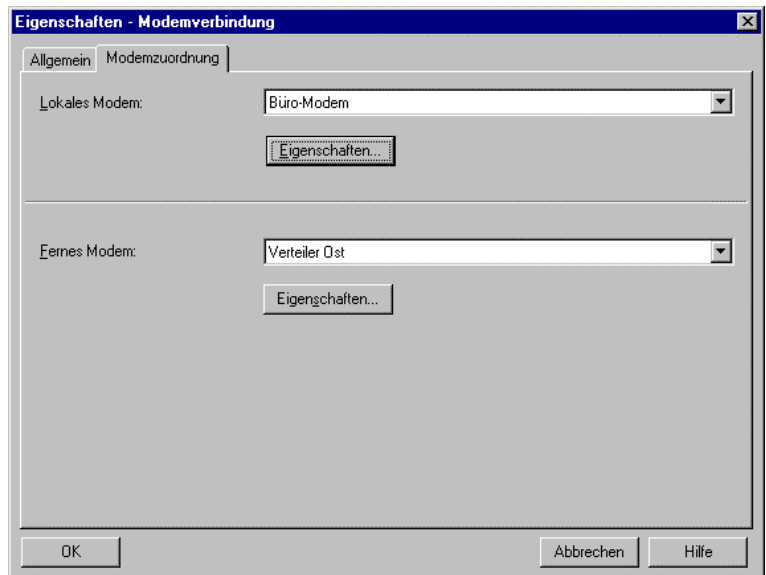 Eigenschaften - Modemverbindung
Allgemein Modemzuordnung
Lokales Modem: Büro-Modem
Eigenschaften...
Fernes Modem: Verteiler Ost
Eigenschaften...
OK Abbrechen Hilfe